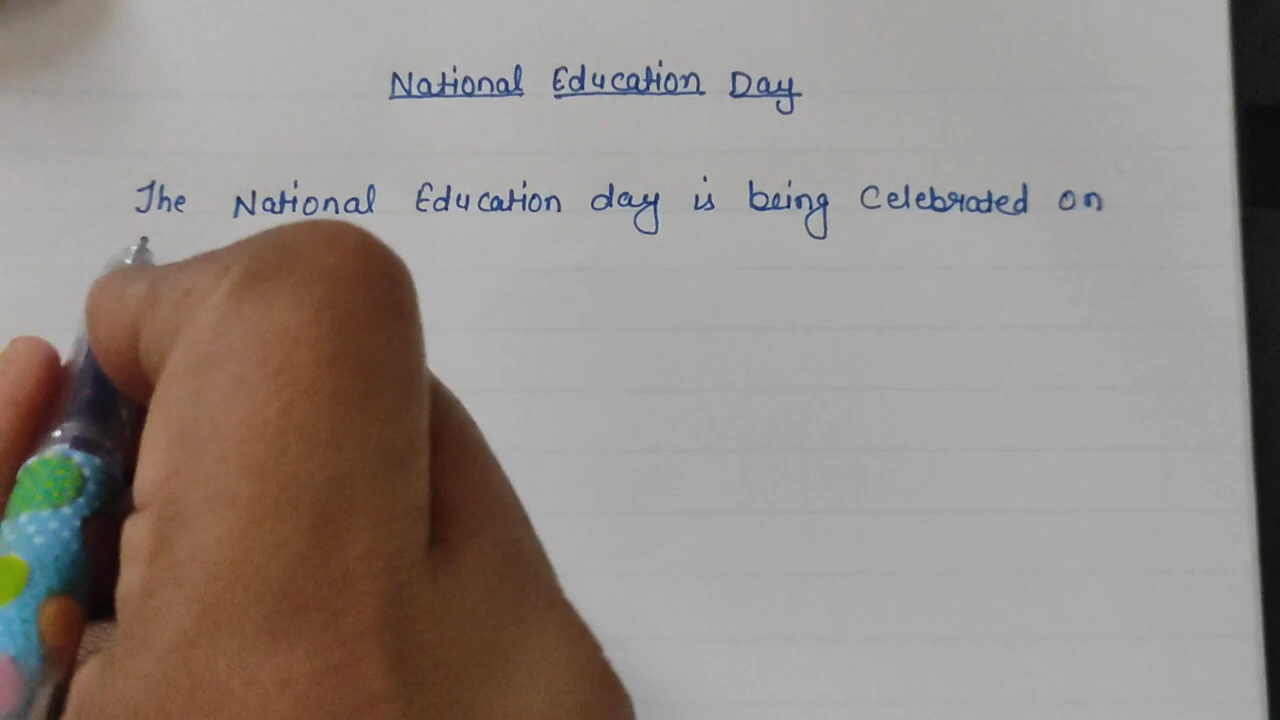 National Education Day
The National Education day is being Celebrated on